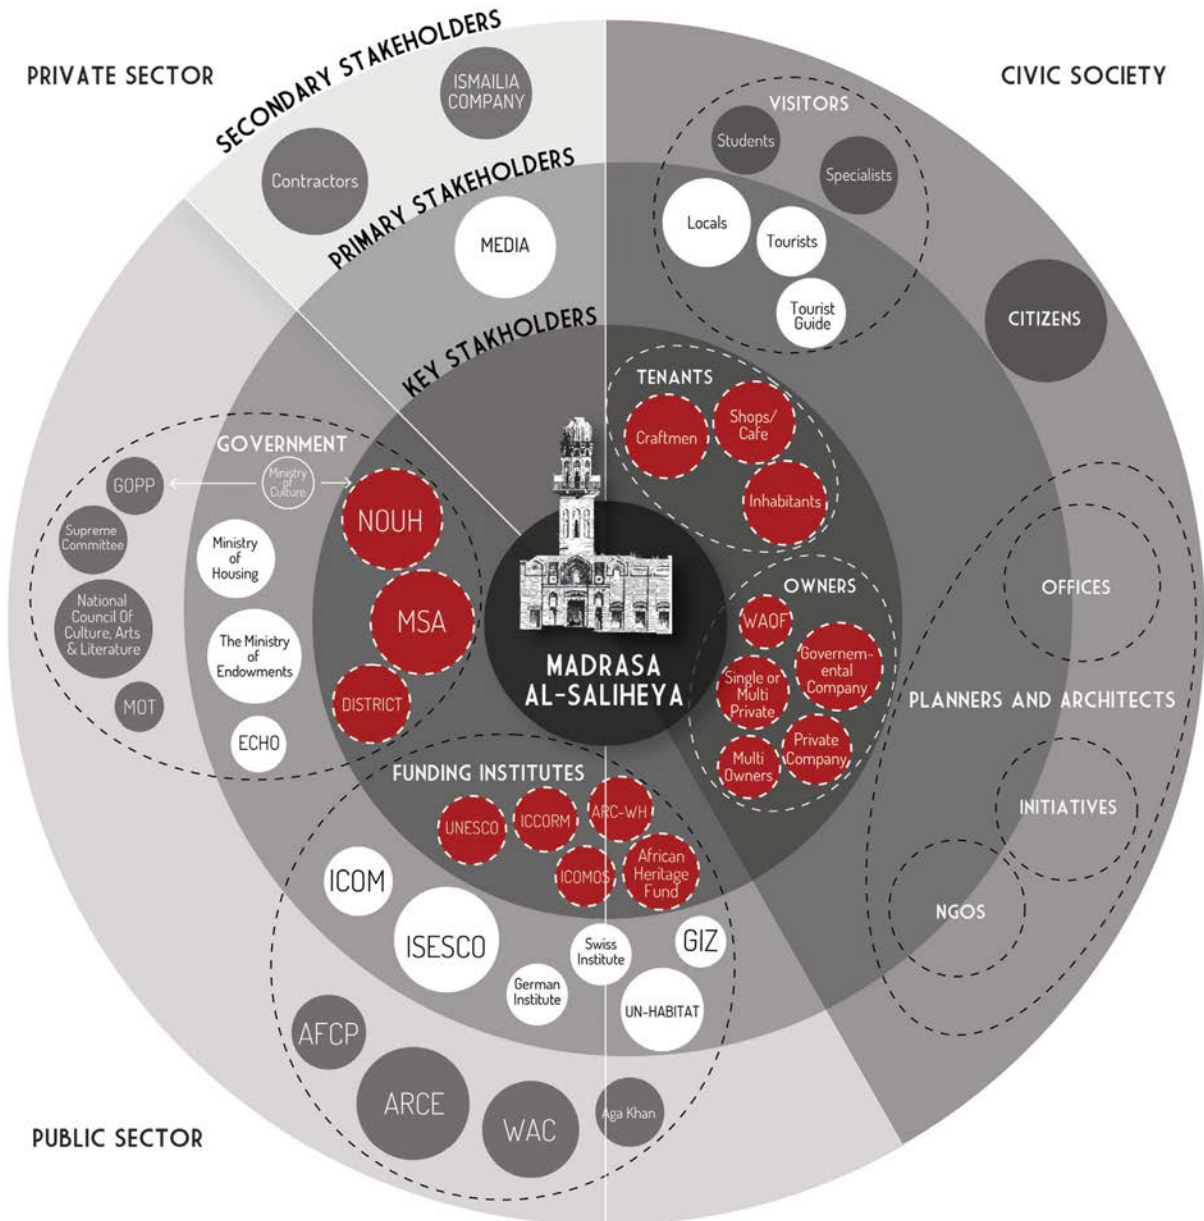 PRIVATE SECTOR
SECONDARY STAKEHOLDERS
ISMAILIA
COMPANY
Contractors
PRIMARY STAKEHOLDERS
MEDIA
KEY STAKHOLDERS
CIVIC SOCIETY
VISITORS
Students
Specialists
Locals
Tourists
Tourist
Guide
CITIZENS
TENANTS
Craftmen
Shops/
Cafe
Inhabitants
GOVERNMENT
GOPP
Ministry
of
Culture
Supreme
Committee
National
Council Of
Culture, Arts
& Literature
MOT
Ministry
of
Housing
The Ministry
of
Endowments
ECHO
NOUH
MSA
DISTRICT
MADRASA
AL-SALIHEYA
OWNERS
WAQF
Governem-
ental
Company
Single or
Multi
Private
Private
Company
Multi
Owners
OFFICES
PLANNERS AND ARCHITECTS
INITIATIVES
NGOS
FUNDING INSTITUTES
UNESCO
ICCORM
ARC-WH
ICOMOS
African
Heritage
Fund
ICOM
ISESCO
German
Institute
Swiss
Institute
GIZ
UN-HABITAT
AFCP
ARCE
WAC
Aga Khan
PUBLIC SECTOR